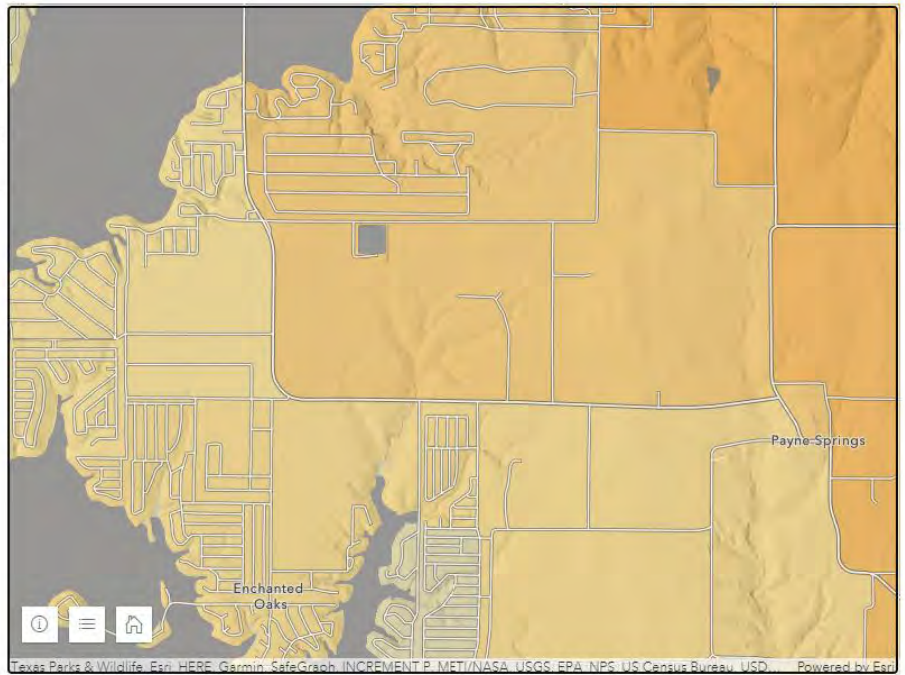 Payne Springs
Enchanted
Oaks
Texas Parks & Wildlife, Esri, HERE, Garmin, SafeGraph, INCREMENT P, METI/NASA, USGS, EPA, NPS, US Census Bureau, USD... Powered by Esri